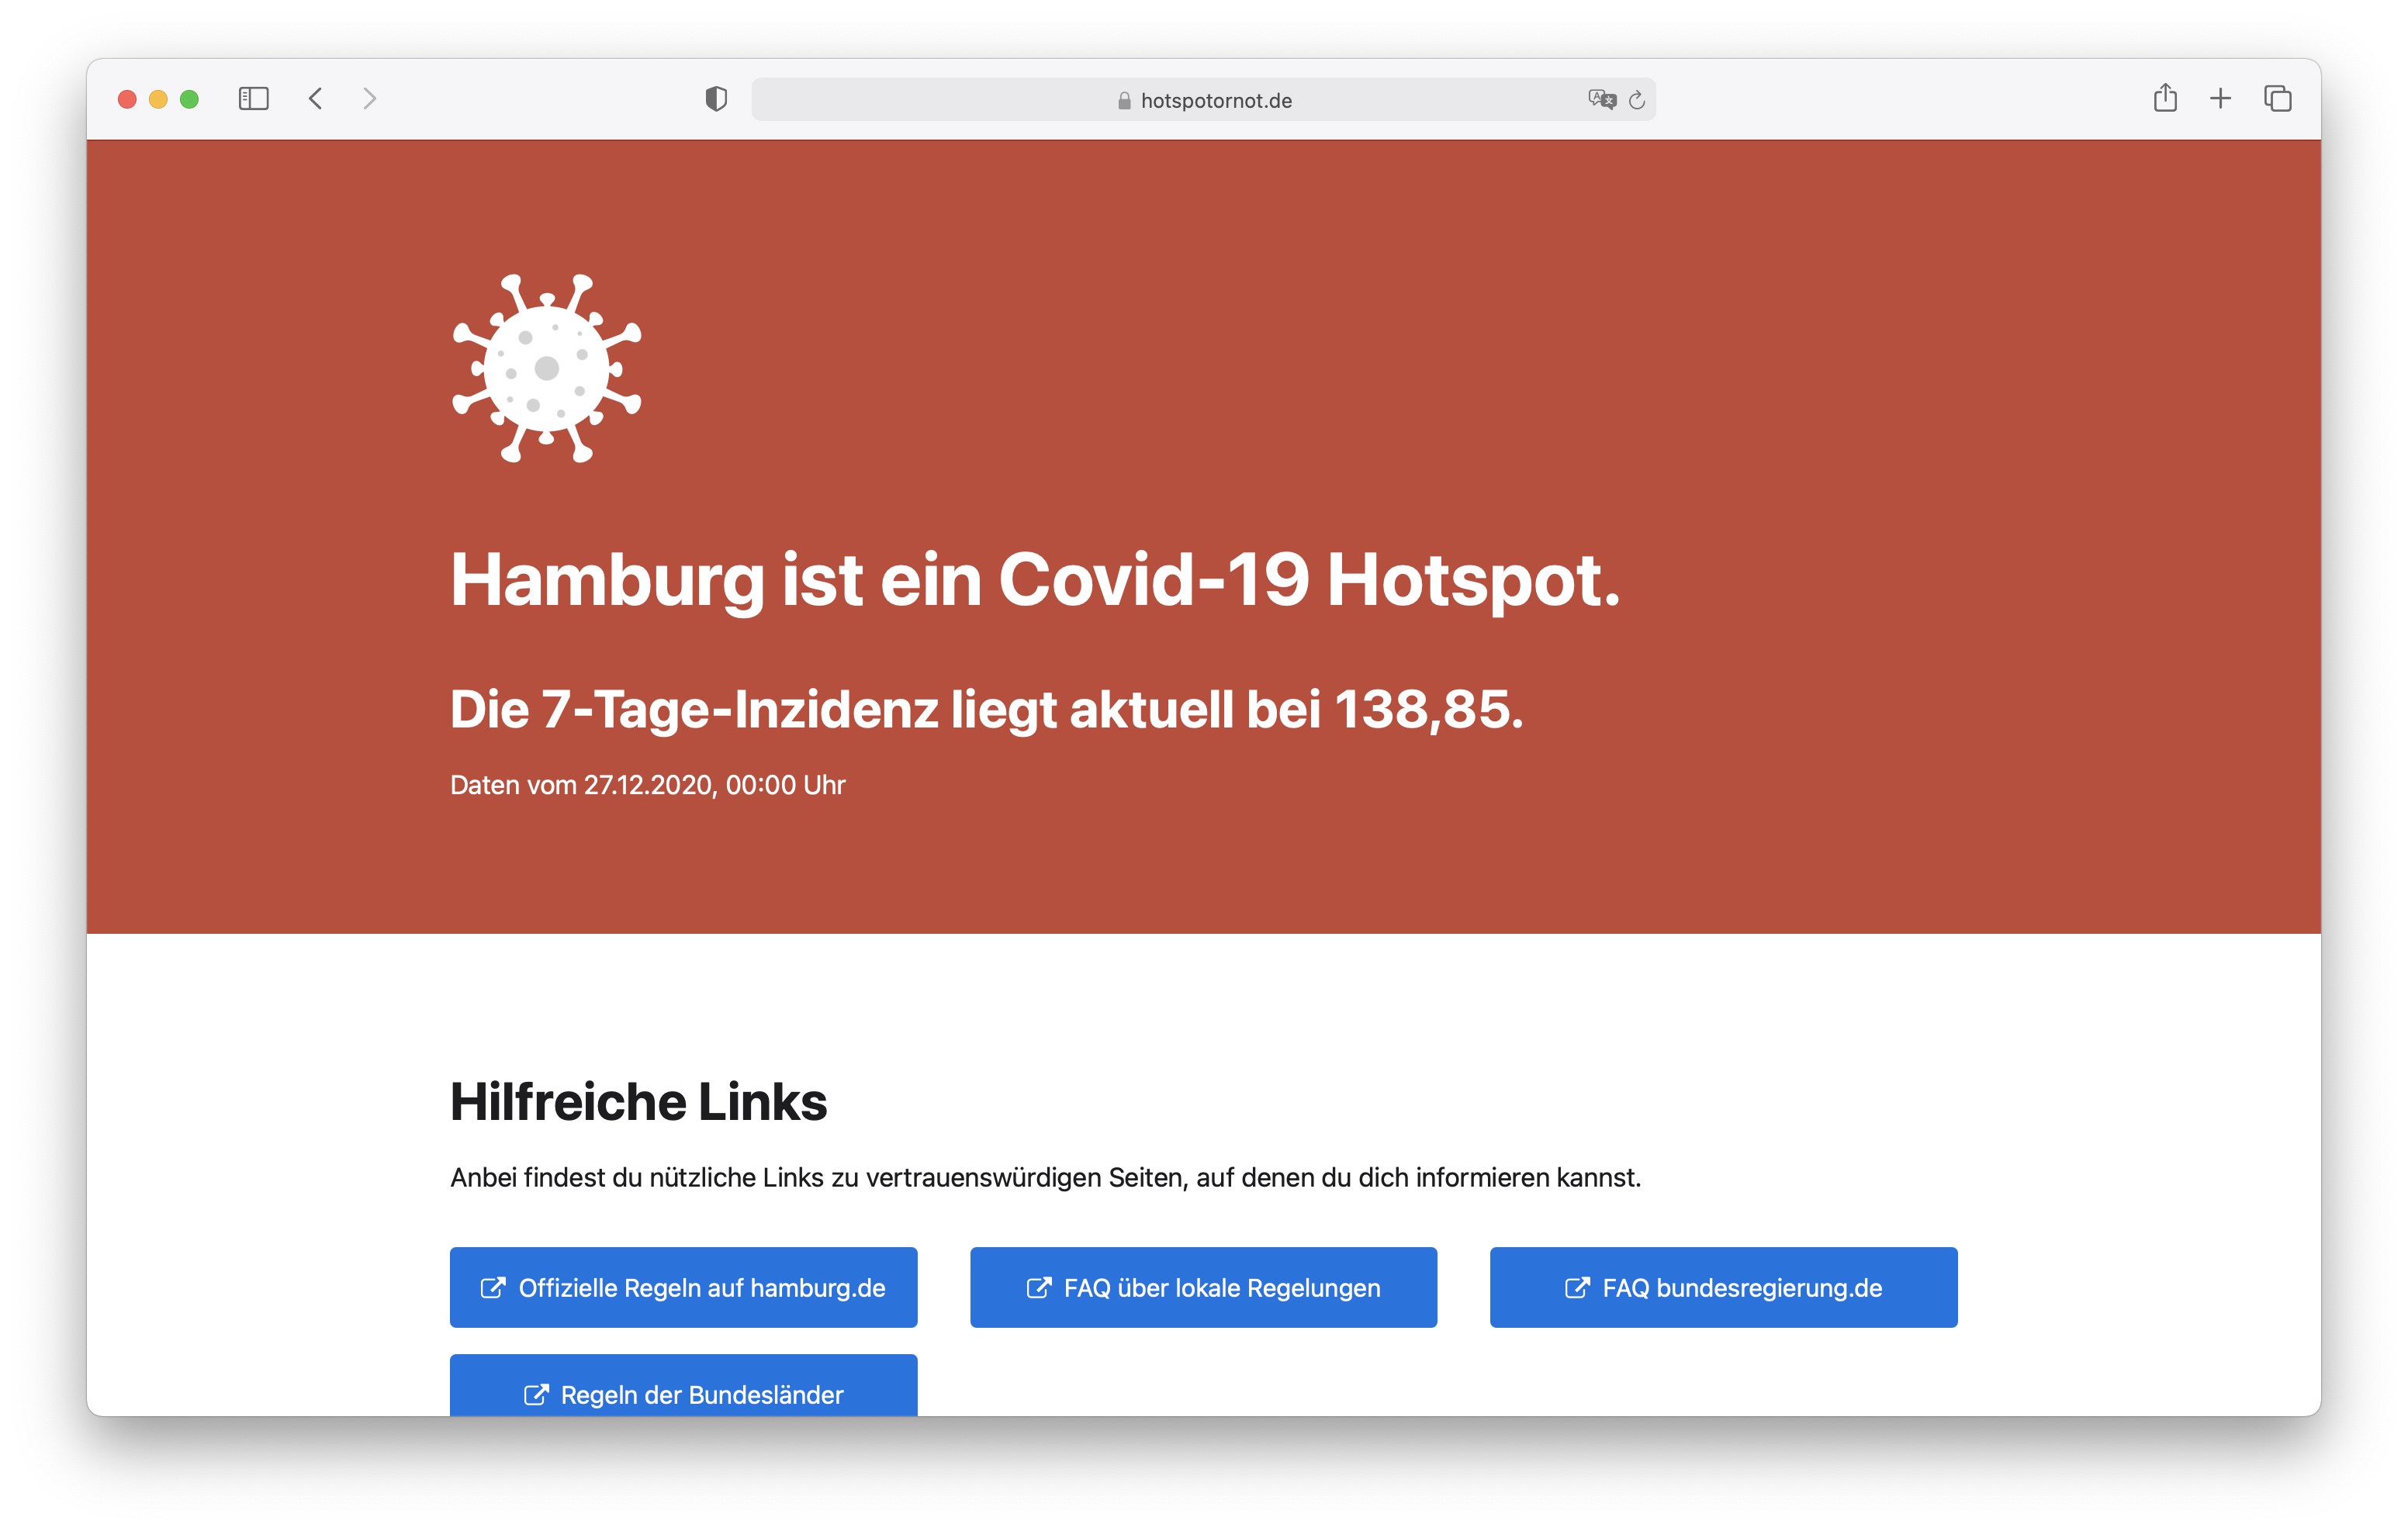 hotspotornot.de
Hamburg ist ein Covid-19 Hotspot.
Die 7-Tage-Inzidenz liegt aktuell bei 138,85.
Daten vom 27.12.2020, 00:00 Uhr
Hilfreiche Links
Anbei findest du nützliche Links zu vertrauenswürdigen Seiten, auf denen du dich informieren kannst.
Offizielle Regeln auf hamburg.de
FAQ über lokale Regelungen
FAQ bundesregierung.de
Regeln der Bundesländer